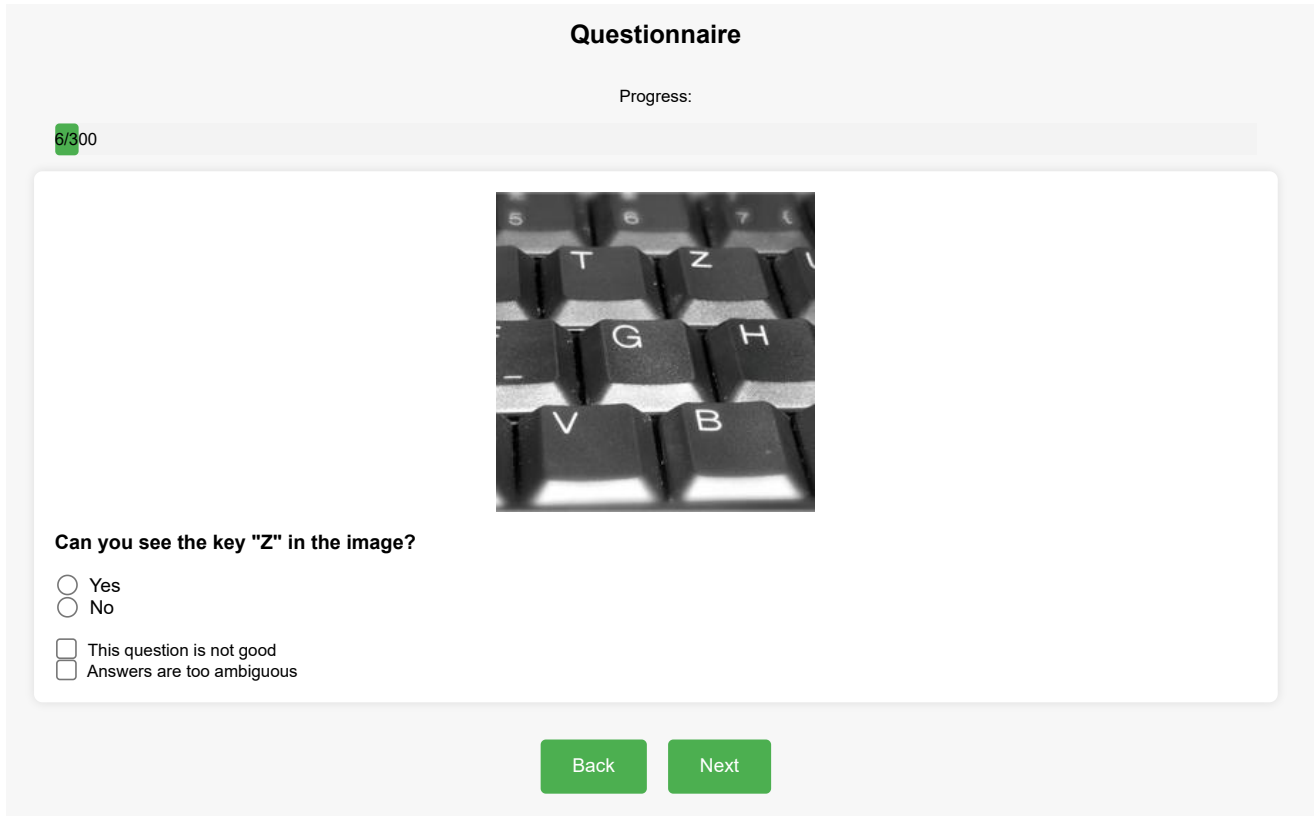 Questionnaire
Progress:
6/300
5 6 7
T Z
G H
V B
Can you see the key "Z" in the image?
Yes
No
This question is not good
Answers are too ambiguous
Back Next